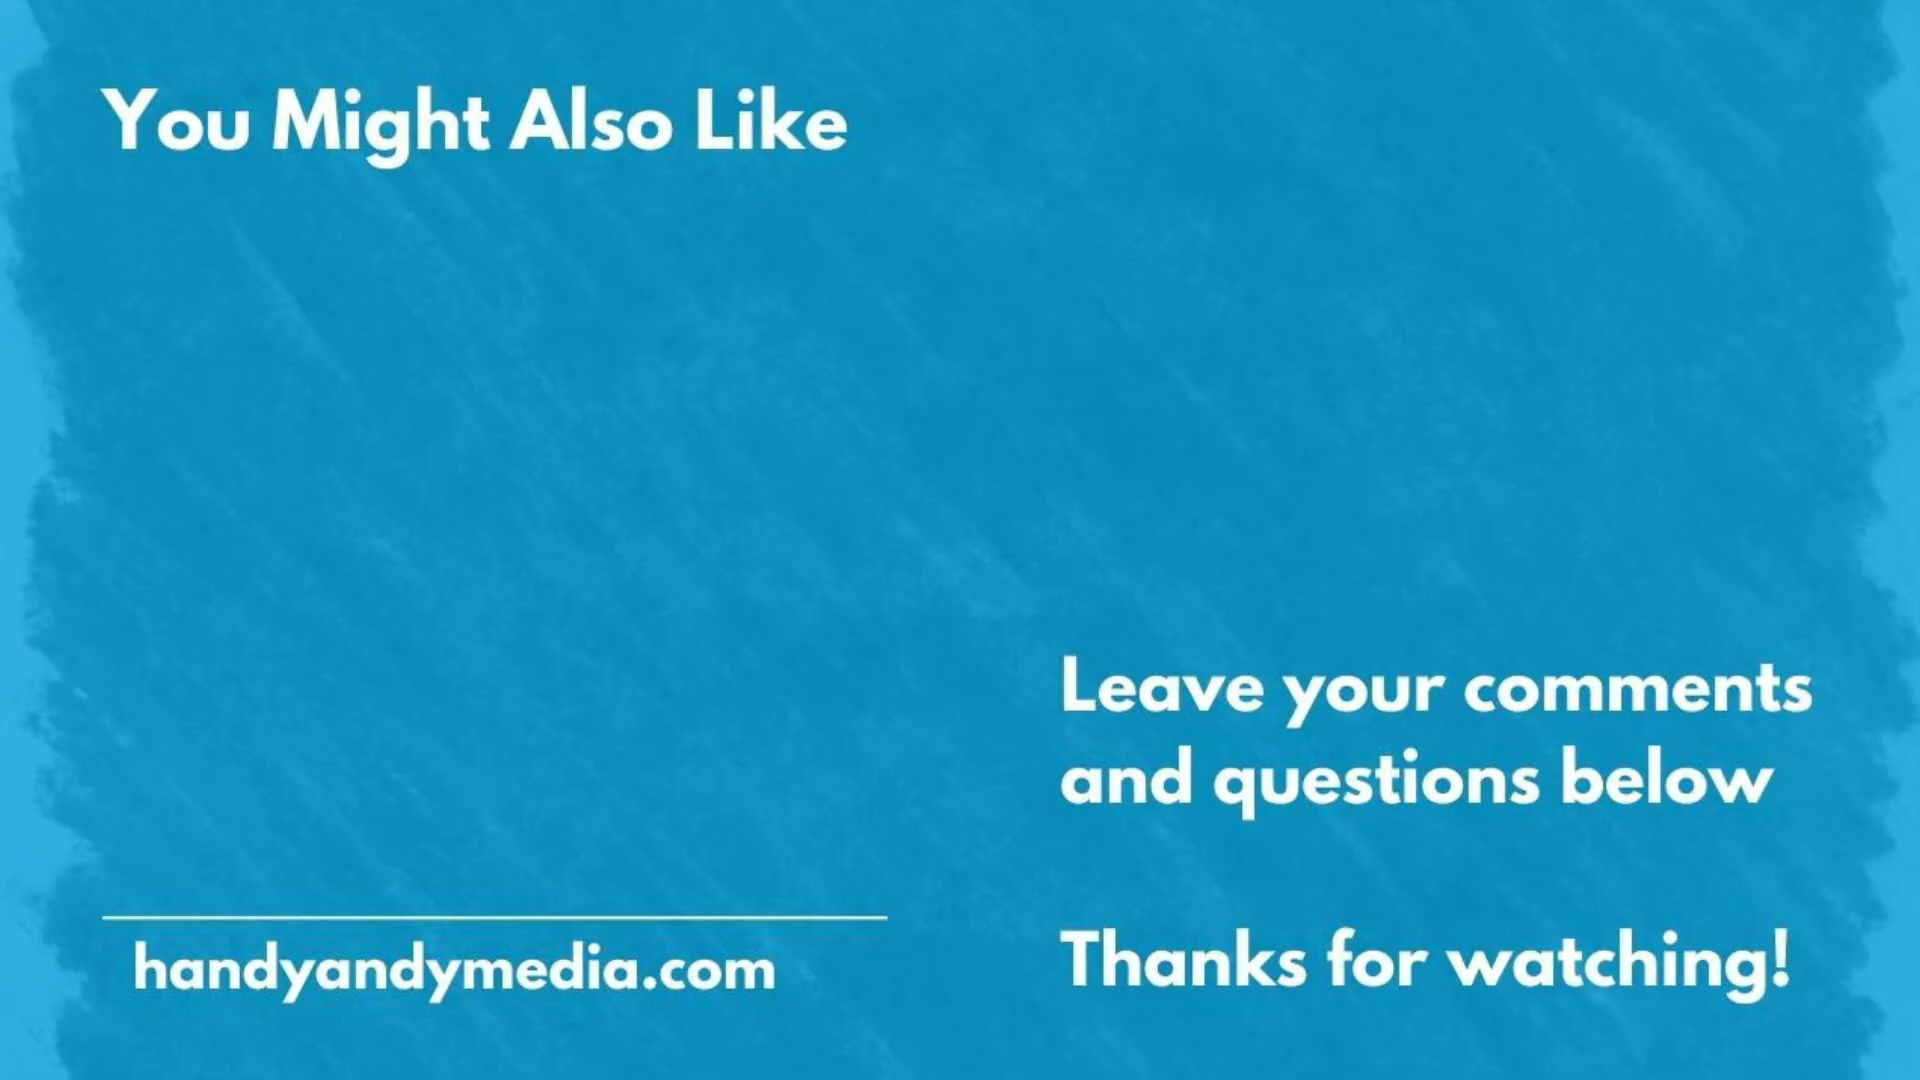 You Might Also Like
Leave your comments
and questions below
handyandymedia.com
Thanks for watching!